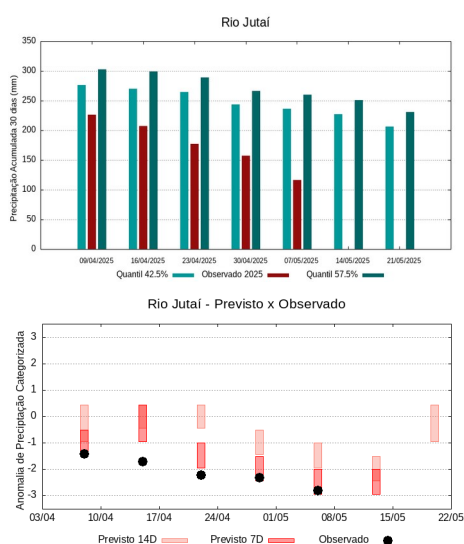 Rio Jutaí
Precipitação Acumulada 30 dias (mm)
350
300
250
200
150
100
50
0
09/04/2025 16/04/2025 23/04/2025 30/04/2025 07/05/2025 14/05/2025 21/05/2025
Quantil 42.5% Observado 2025 Quantil 57.5%
Rio Jutaí - Previsto x Observado
Anomalia de Precipitação Categorizada
3
2
1
0
-1
-2
-3
03/04 10/04 17/04 24/04 01/05 08/05 15/05 22/05
Previsto 14D Previsto 7D Observado